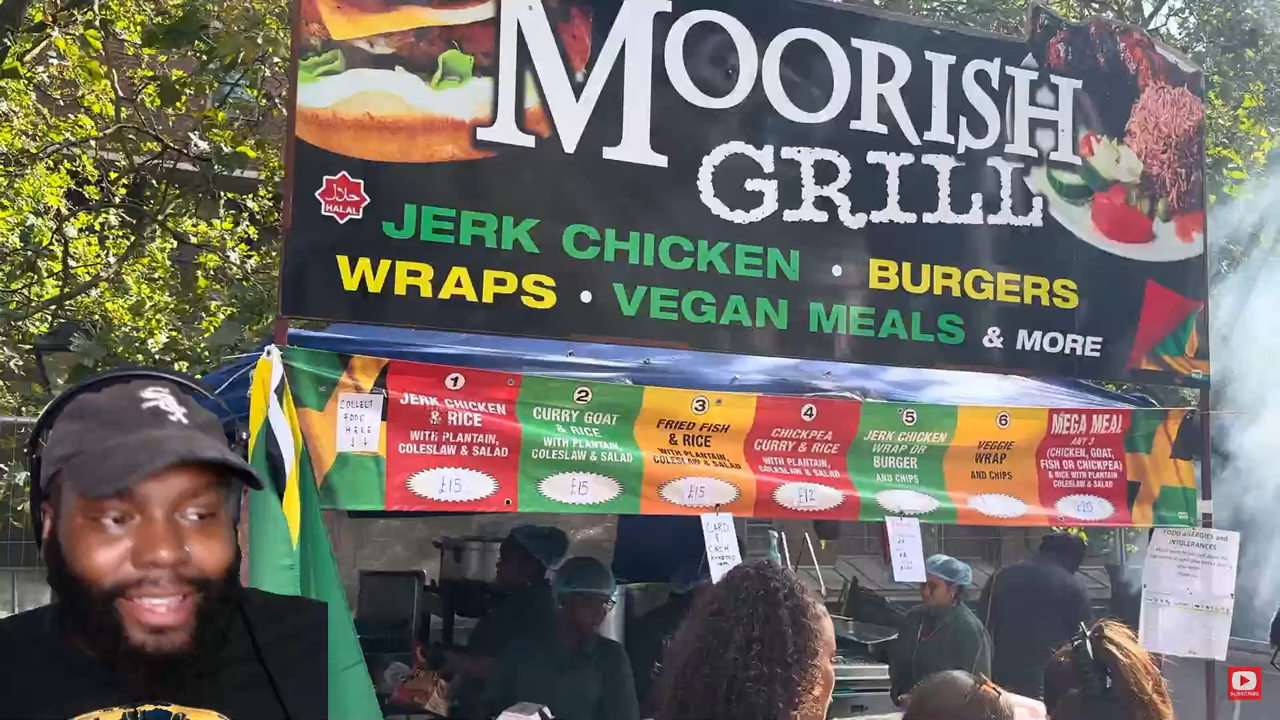 MOORISH
GRILL
حلال
HALAL
JERK CHICKEN • BURGERS
WRAPS • VEGAN MEALS & MORE
COLLECT
FOOD
HERE
1
JERK CHICKEN
& RICE
WITH PLANTAIN,
COLESLAW & SALAD
£15
2
CURRY GOAT
& RICE
WITH PLANTAIN,
COLESLAW & SALAD
£15
3
FRIED FISH
& RICE
WITH PLANTAIN,
COLESLAW & SALAD
£15
4
CHICKPEA
CURRY & RICE
WITH PLANTAIN,
COLESLAW & SALAD
£12
5
JERK CHICKEN
WRAP OR
BURGER
AND CHIPS
6
VEGGIE
WRAP
AND CHIPS
MEGA MEAL
ANY 3
(CHICKEN, GOAT,
FISH OR CHICKPEA)
& RICE WITH PLANTAIN
COLESLAW & SALAD
£20
CARD
&
CASH
ACCEPTED
FOOD ALLERGIES AND
INTOLERANCES
SUBSCRIBE